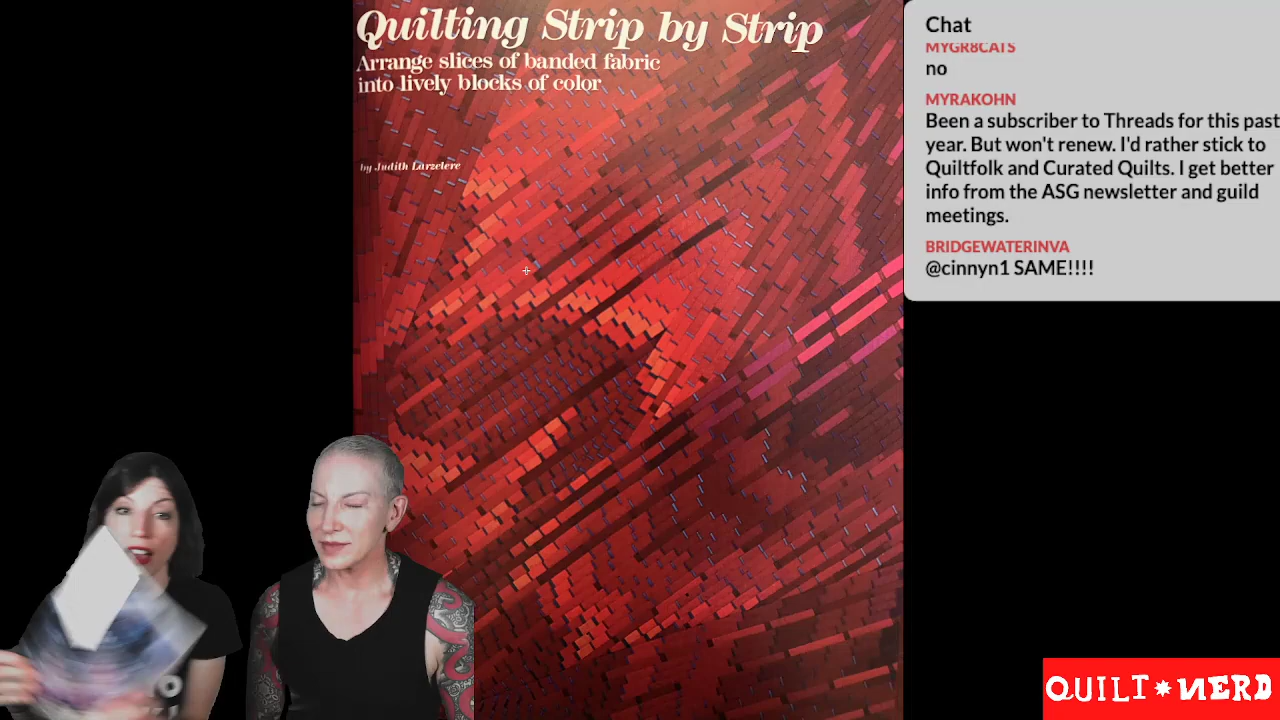 Quilting Strip by Strip
Arrange slices of banded fabric
into lively blocks of color
by Judith Larzelere
Chat
MYGR8CATS
no
MYRAKOHN
Been a subscriber to Threads for this past
year. But won't renew. I'd rather stick to
Quiltfolk and Curated Quilts. I get better
info from the ASG newsletter and guild
meetings.
BRIDGEWATERINVA
@cinnyn1 SAME!!!!
QUILT*NERD